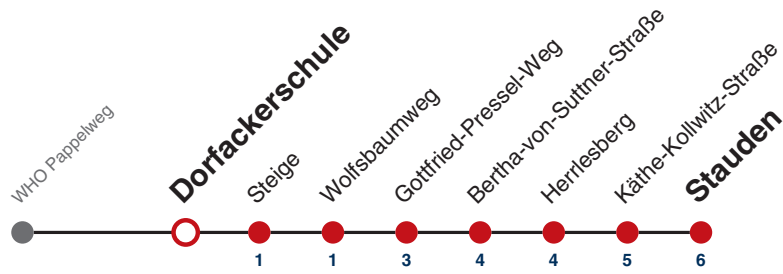 WHO Pappelweg
Dorfackerschule
Steige
Wolfsbaumweg
Gottfried-Pressel-Weg
Bertha-von-Suttner-Straße
Herrlesberg
Käthe-Kollwitz-Straße
Stauden
1 1 3 4 4 5 6